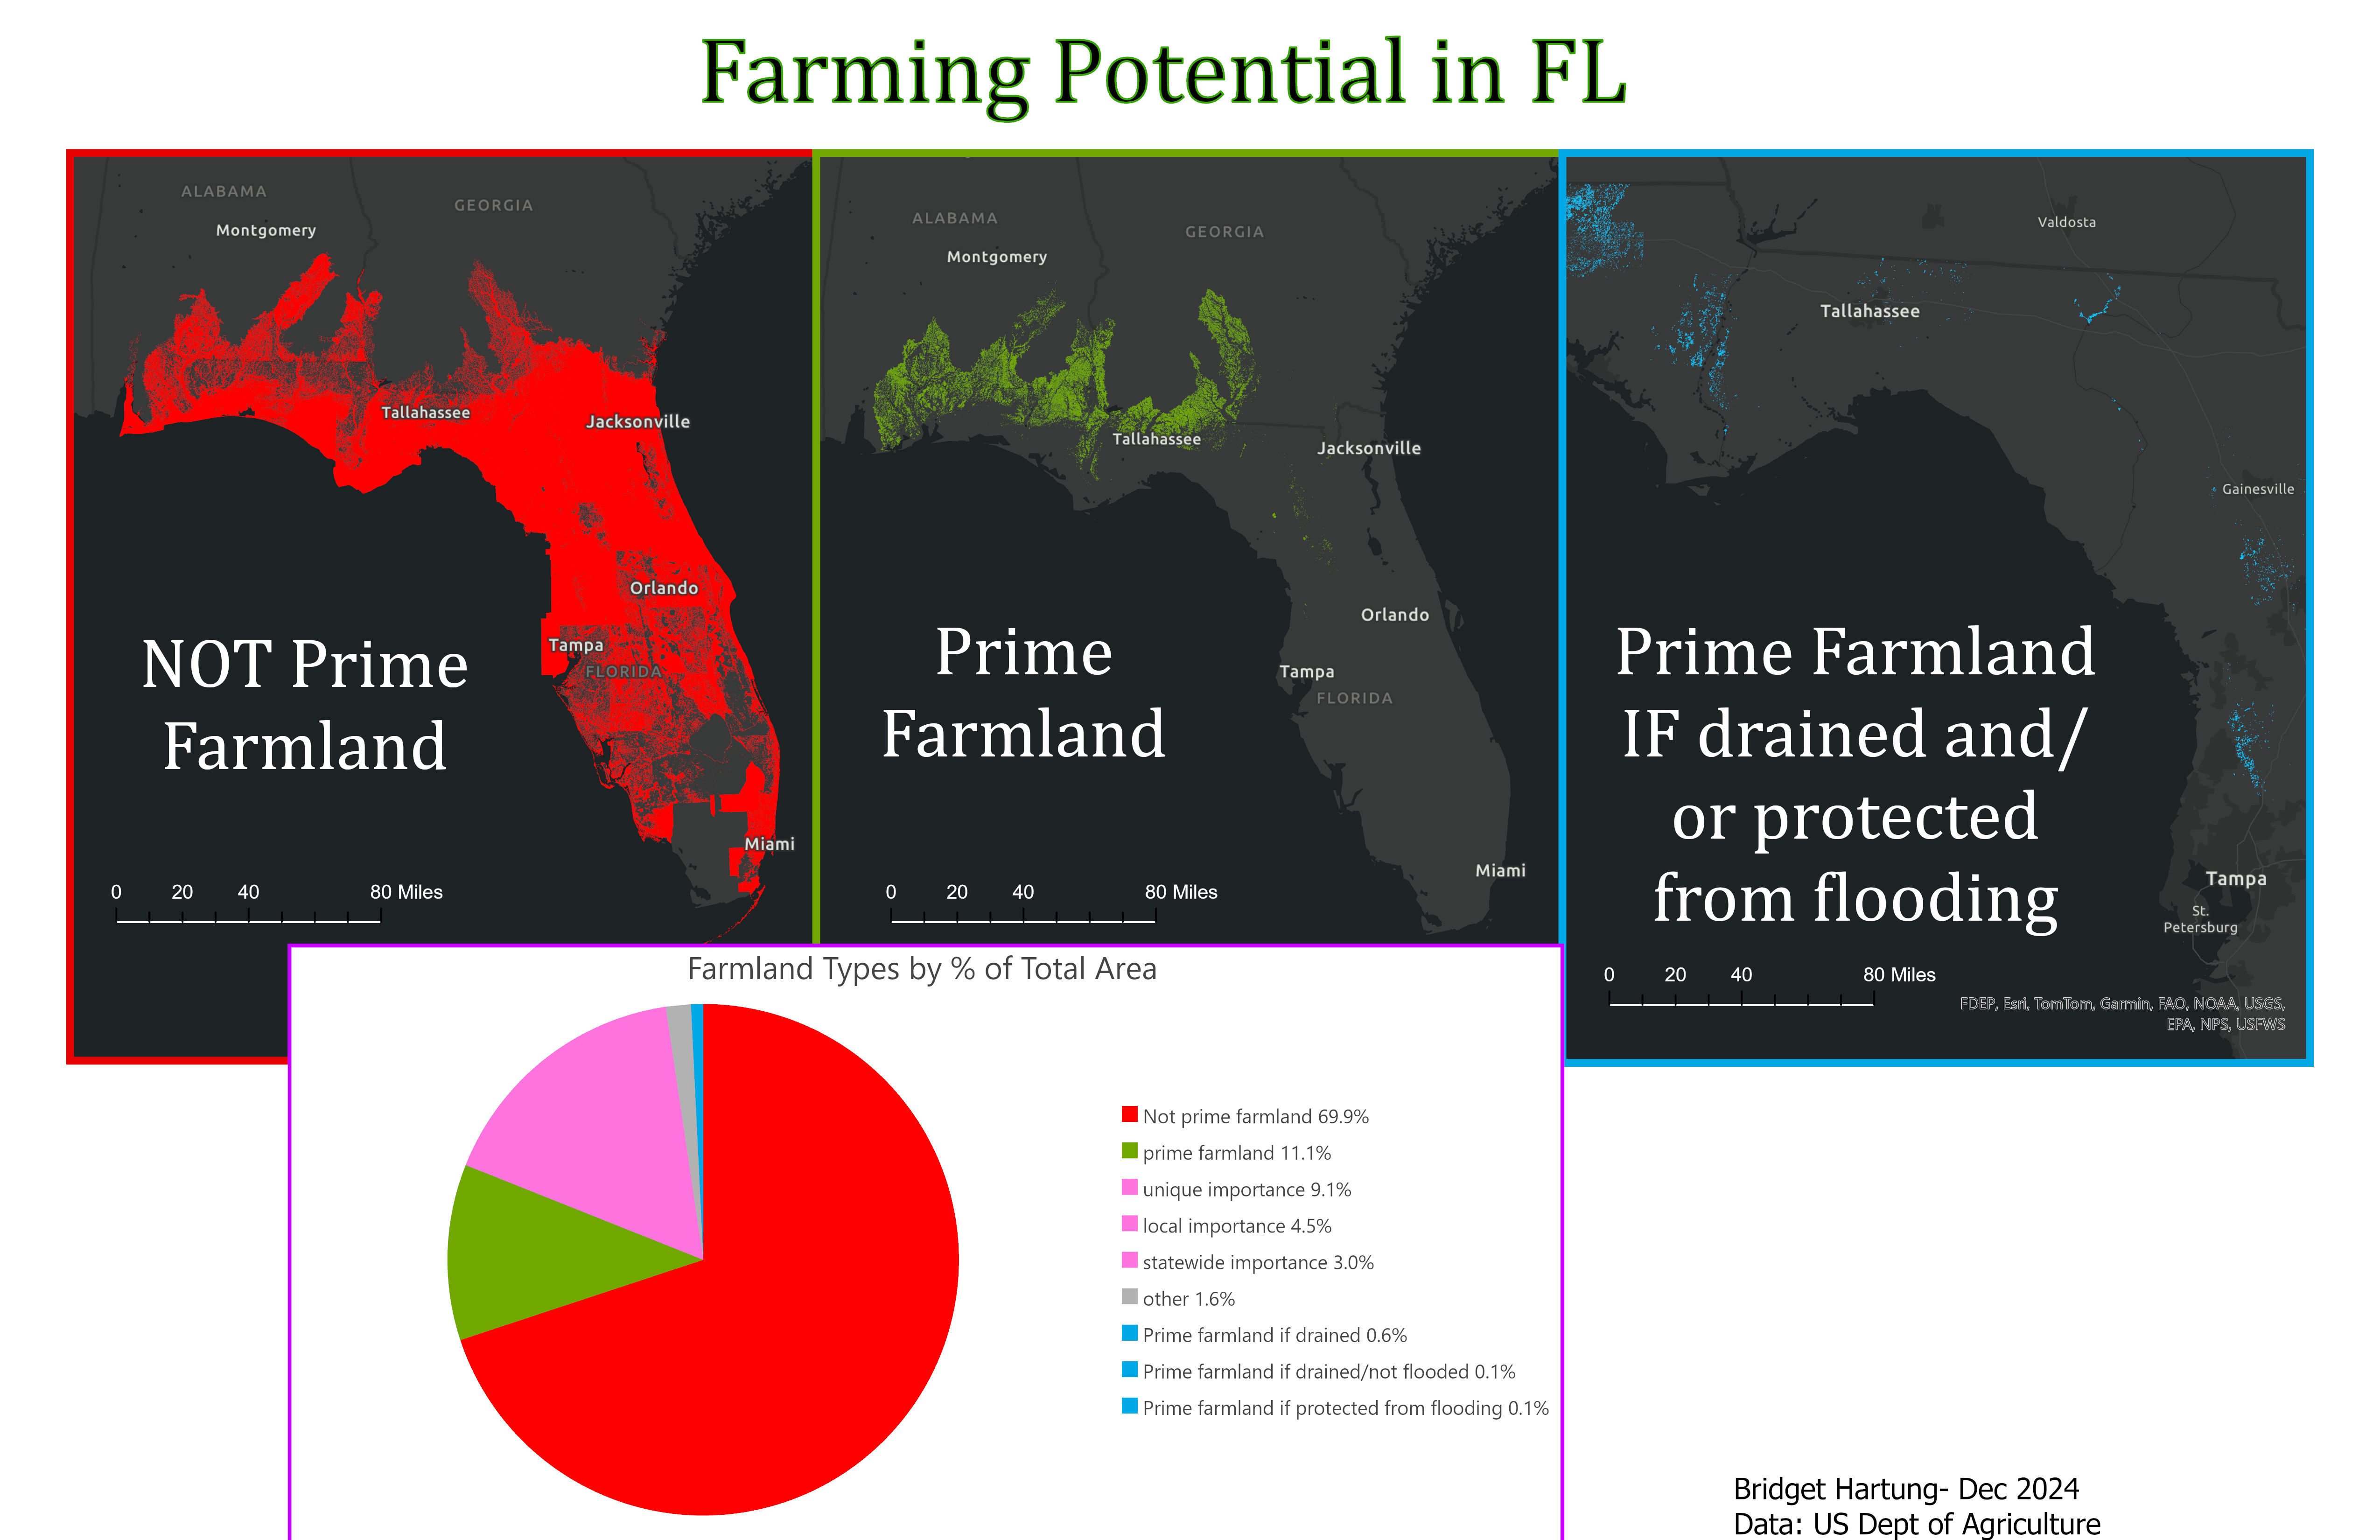 Farming Potential in FL
ALABAMA
GEORGIA
Montgomery
Tallahassee
Jacksonville
Orlando
Tampa
FLORIDA
Miami
NOT Prime
Farmland
0 20 40 80 Miles
ALABAMA
GEORGIA
Montgomery
Tallahassee
Jacksonville
Orlando
Tampa
FLORIDA
Miami
Prime
Farmland
0 20 40 80 Miles
Valdosta
Tallahassee
Gainesville
Tampa
St.
Petersburg
Prime Farmland
IF drained and/
or protected
from flooding
0 20 40 80 Miles
FDEP, Esri, TomTom, Garmin, FAO, NOAA, USGS,
EPA, NPS, USFWS
Farmland Types by % of Total Area
Not prime farmland 69.9%
prime farmland 11.1%
unique importance 9.1%
local importance 4.5%
statewide importance 3.0%
other 1.6%
Prime farmland if drained 0.6%
Prime farmland if drained/not flooded 0.1%
Prime farmland if protected from flooding 0.1%
Bridget Hartung- Dec 2024
Data: US Dept of Agriculture